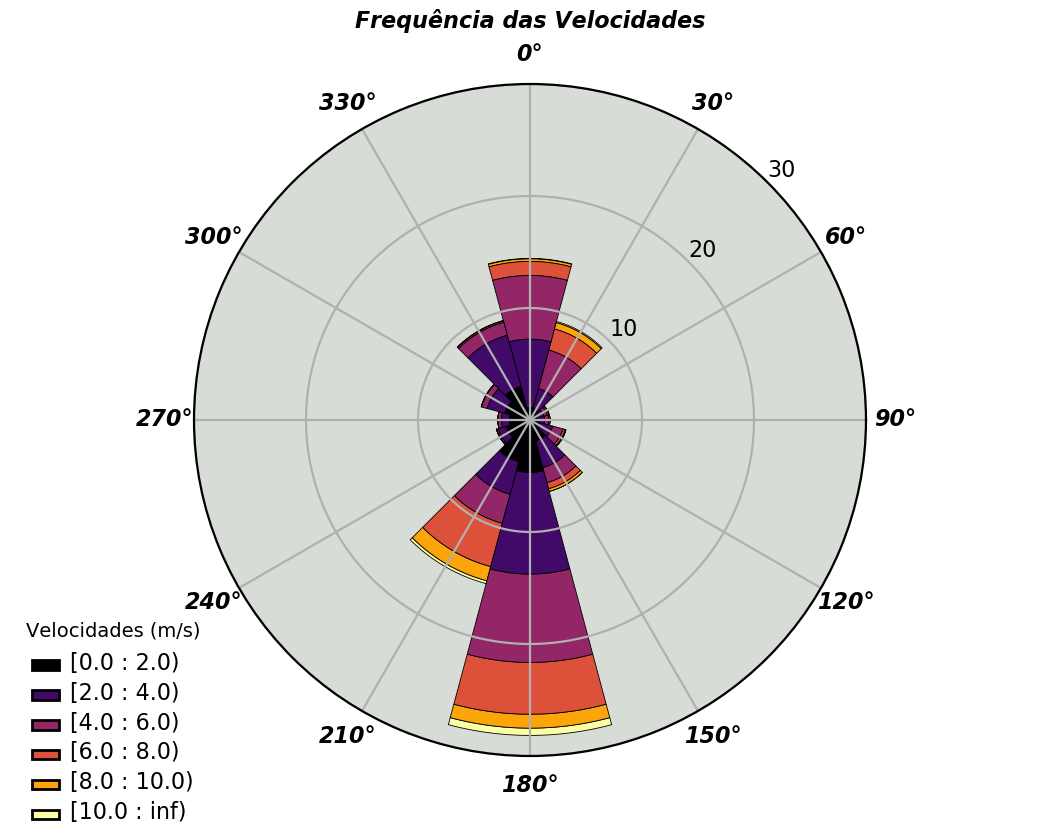 Frequência das Velocidades
0°
330°
30°
30
300°
60°
20
10
270°
90°
240°
120°
210°
150°
180°
Velocidades (m/s)
[0.0 : 2.0)
[2.0 : 4.0)
[4.0 : 6.0)
[6.0 : 8.0)
[8.0 : 10.0)
[10.0 : inf)